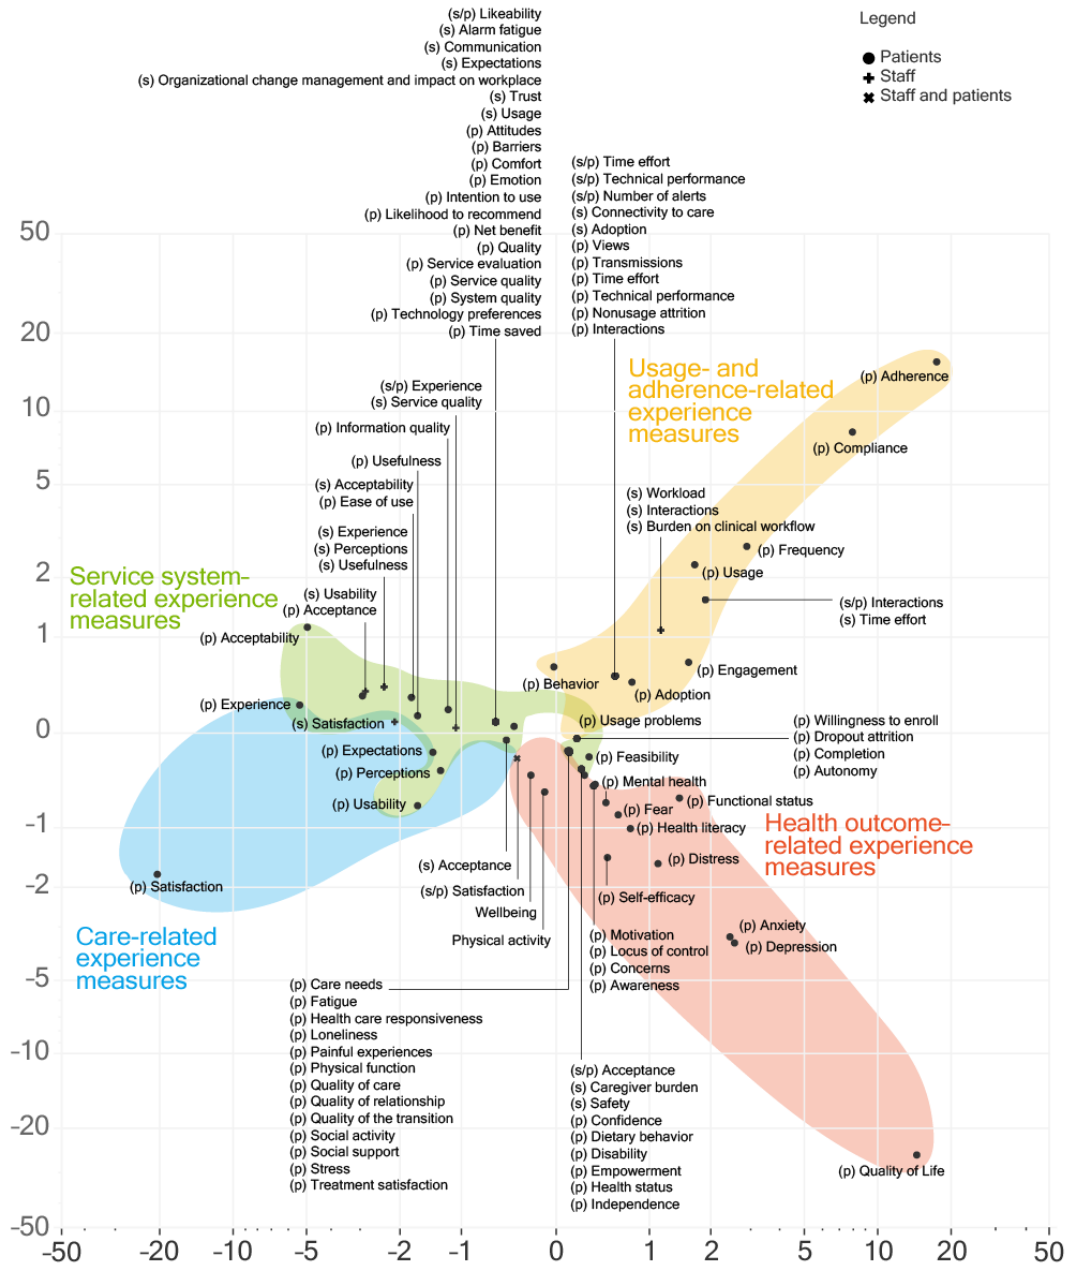 (s/p) Likeability
(s) Alarm fatigue
(s) Communication
(s) Expectations
(s) Organizational change management and impact on workplace
(s) Trust
(s) Usage
(p) Attitudes
(p) Barriers
(p) Comfort
(p) Emotion
(p) Intention to use
(p) Likelihood to recommend
(p) Net benefit
(p) Quality
(p) Service evaluation
(p) Service quality
(p) System quality
(p) Technology preferences
(p) Time saved
Legend
Patients
Staff
Staff and patients
(s/p) Time effort
(s/p) Technical performance
(s/p) Number of alerts
(s) Connectivity to care
(s) Adoption
(p) Views
(p) Transmissions
(p) Time effort
(p) Technical performance
(p) Nonusage attrition
(p) Interactions
50
20
10
5
2
1
0
-1
-2
-5
-10
-20
-50
Usage- and
adherence-related
experience
measures
(p) Adherence
(p) Compliance
(s/p) Experience
(s) Service quality
(p) Information quality
(p) Usefulness
(s) Acceptability
(p) Ease of use
(s) Experience
(s) Perceptions
(s) Usefulness
(s) Usability
(p) Acceptance
(s) Workload
(s) Interactions
(s) Burden on clinical workflow
(p) Frequency
(p) Usage
(s/p) Interactions
(s) Time effort
Service system-
related experience
measures
(p) Acceptability
(p) Engagement
(p) Behavior
(p) Adoption
(p) Experience
(s) Satisfaction
(p) Usage problems
(p) Willingness to enroll
(p) Dropout attrition
(p) Completion
(p) Autonomy
(p) Expectations
(p) Feasibility
(p) Perceptions
(p) Mental health
(p) Usability
(p) Functional status
(p) Fear
(p) Health literacy
Health outcome-
related experience
measures
(s) Acceptance
(p) Distress
(p) Satisfaction
(s/p) Satisfaction
(p) Self-efficacy
Wellbeing
Physical activity
(p) Anxiety
(p) Depression
Care-related
experience
measures
(p) Motivation
(p) Locus of control
(p) Concerns
(p) Awareness
(p) Care needs
(p) Fatigue
(p) Health care responsiveness
(p) Loneliness
(p) Painful experiences
(p) Physical function
(p) Quality of care
(p) Quality of relationship
(p) Quality of the transition
(p) Social activity
(p) Social support
(p) Stress
(p) Treatment satisfaction
(s/p) Acceptance
(s) Caregiver burden
(s) Safety
(p) Confidence
(p) Dietary behavior
(p) Disability
(p) Empowerment
(p) Health status
(p) Independence
(p) Quality of Life
-50 -20 -10 -5 -2 -1 0 1 2 5 10 20 50